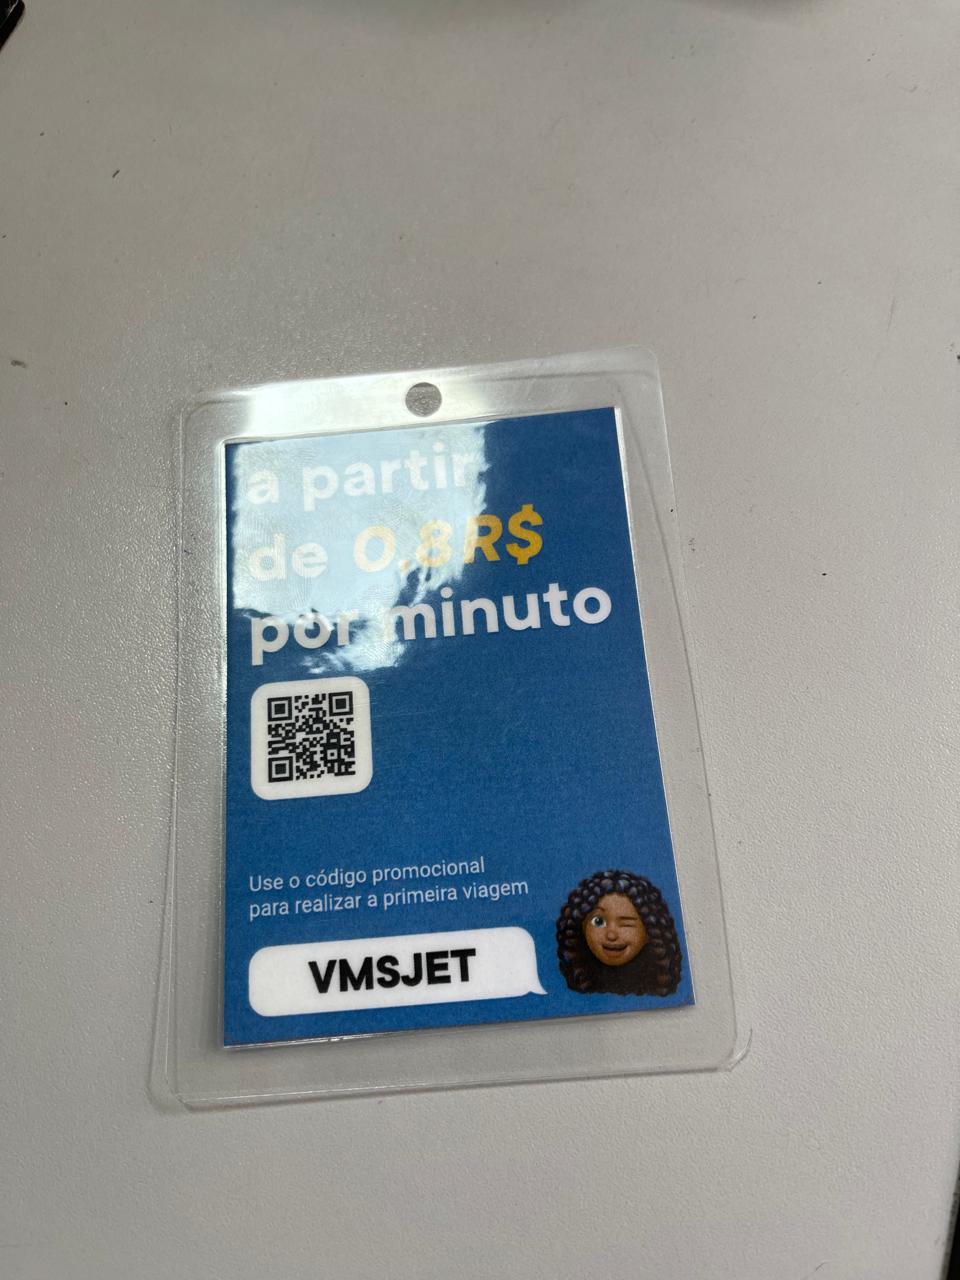 a partir
de 0,8R$
por minuto
Use o código promocional
para realizar a primeira viagem
VMSJET